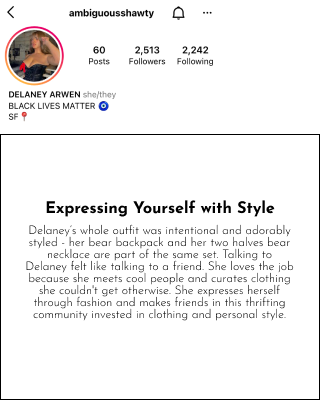 ambiguousshawty
60 2,513 2,242
Posts Followers Following
DELANEY ARWEN she/they
BLACK LIVES MATTER 🧿
SF📍
Expressing Yourself with Style
Delaney's whole outfit was intentional and adorably
styled - her bear backpack and her two halves bear
necklace are part of the same set. Talking to
Delaney felt like talking to a friend. She loves the job
because she meets cool people and curates clothing
she couldn't get otherwise. She expresses herself
through fashion and makes friends in this thrifting
community invested in clothing and personal style.